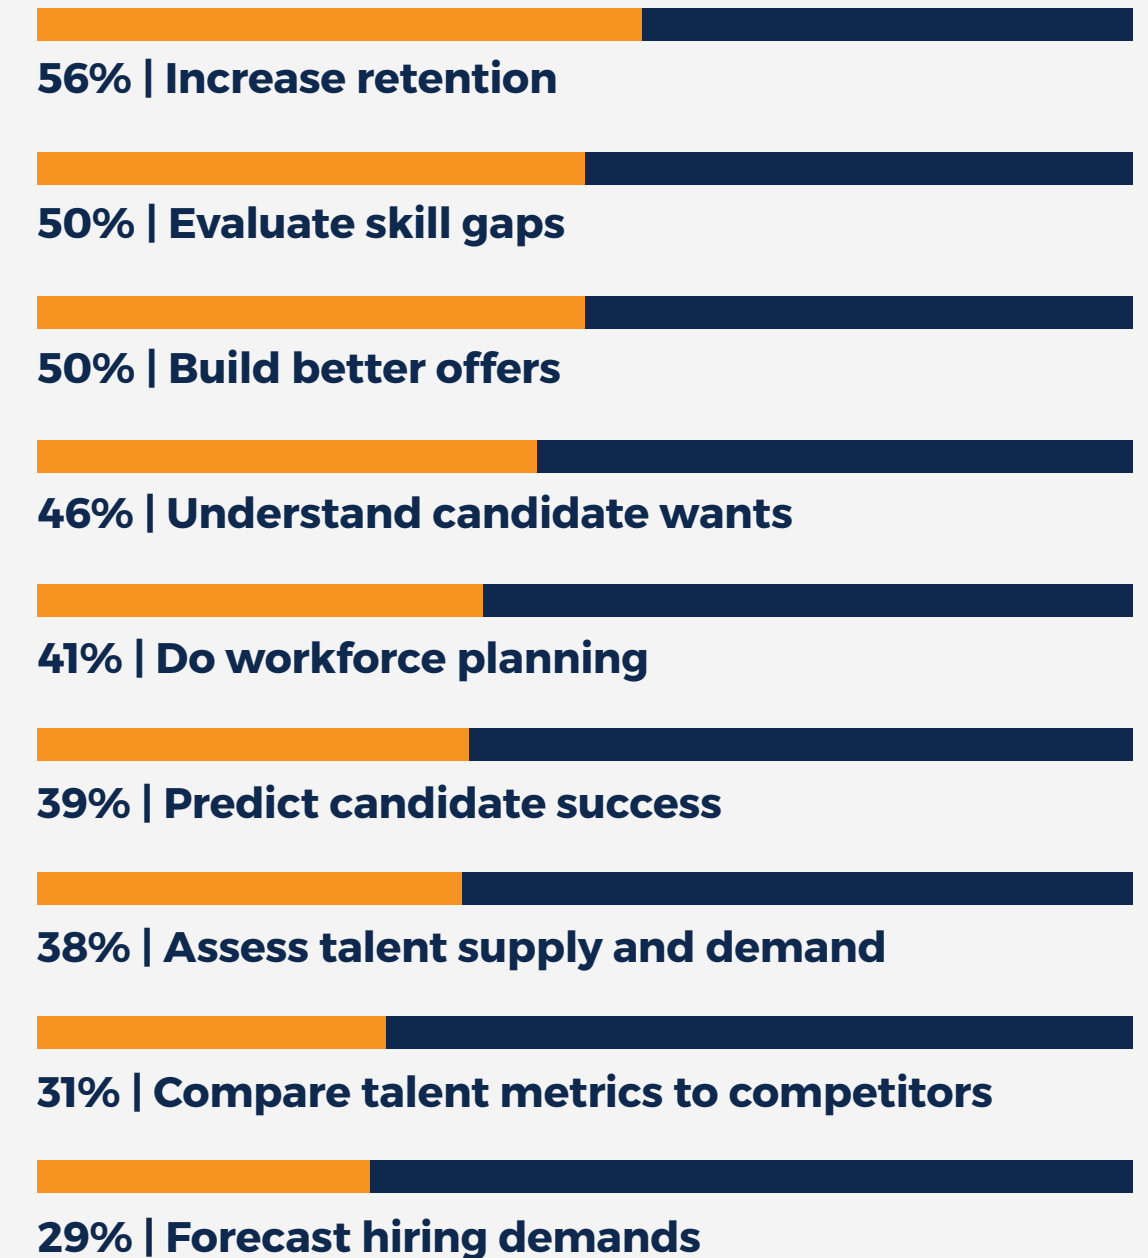 56% | Increase retention
50% | Evaluate skill gaps
50% | Build better offers
46% | Understand candidate wants
41% | Do workforce planning
39% | Predict candidate success
38% | Assess talent supply and demand
31% | Compare talent metrics to competitors
29% | Forecast hiring demands